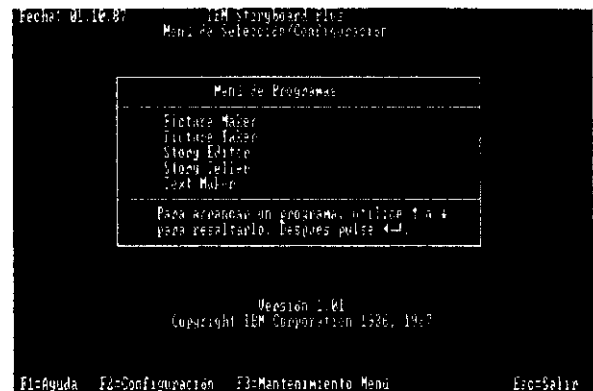 Fecha: 01.10.87 IBM Storyboard Plus
Menú de Selección/Configuración
Menú de Programas
Picture Maker
Picture Taker
Story Editor
Story Teller
Text Maker
Para arrancar un programa, utilice ↑ o ↓
para resaltarlo. Después pulse ←┘.
Versión 1.01
Copyright IBM Corporation 1986, 1987
F1=Ayuda F2=Configuración F3=Mantenimiento Menú Esc=Salir